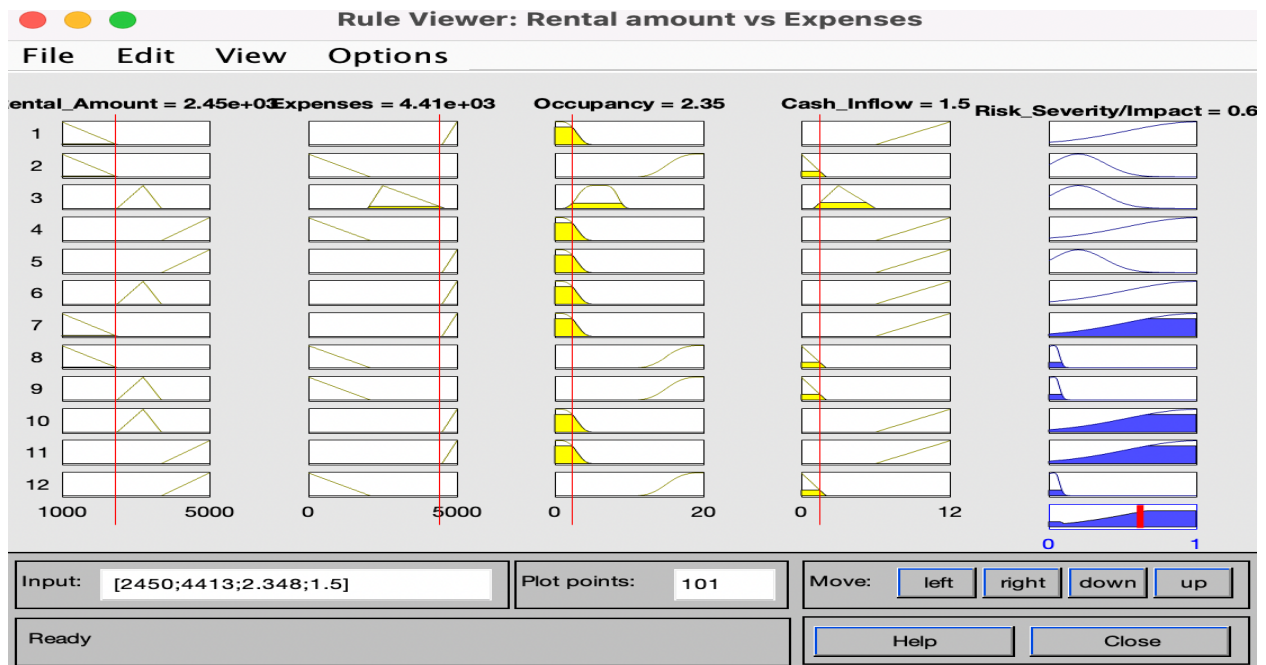 Rule Viewer: Rental amount vs Expenses
File Edit View Options
ental_Amount = 2.45e+03 Expenses = 4.41e+03 Occupancy = 2.35 Cash_Inflow = 1.5 Risk_Severity/Impact = 0.6
1
2
3
4
5
6
7
8
9
10
11
12
1000 5000 0 5000 0 20 0 12
0 1
Input: [2450;4413;2.348;1.5] Plot points: 101 Move: left right down up
Ready Help Close